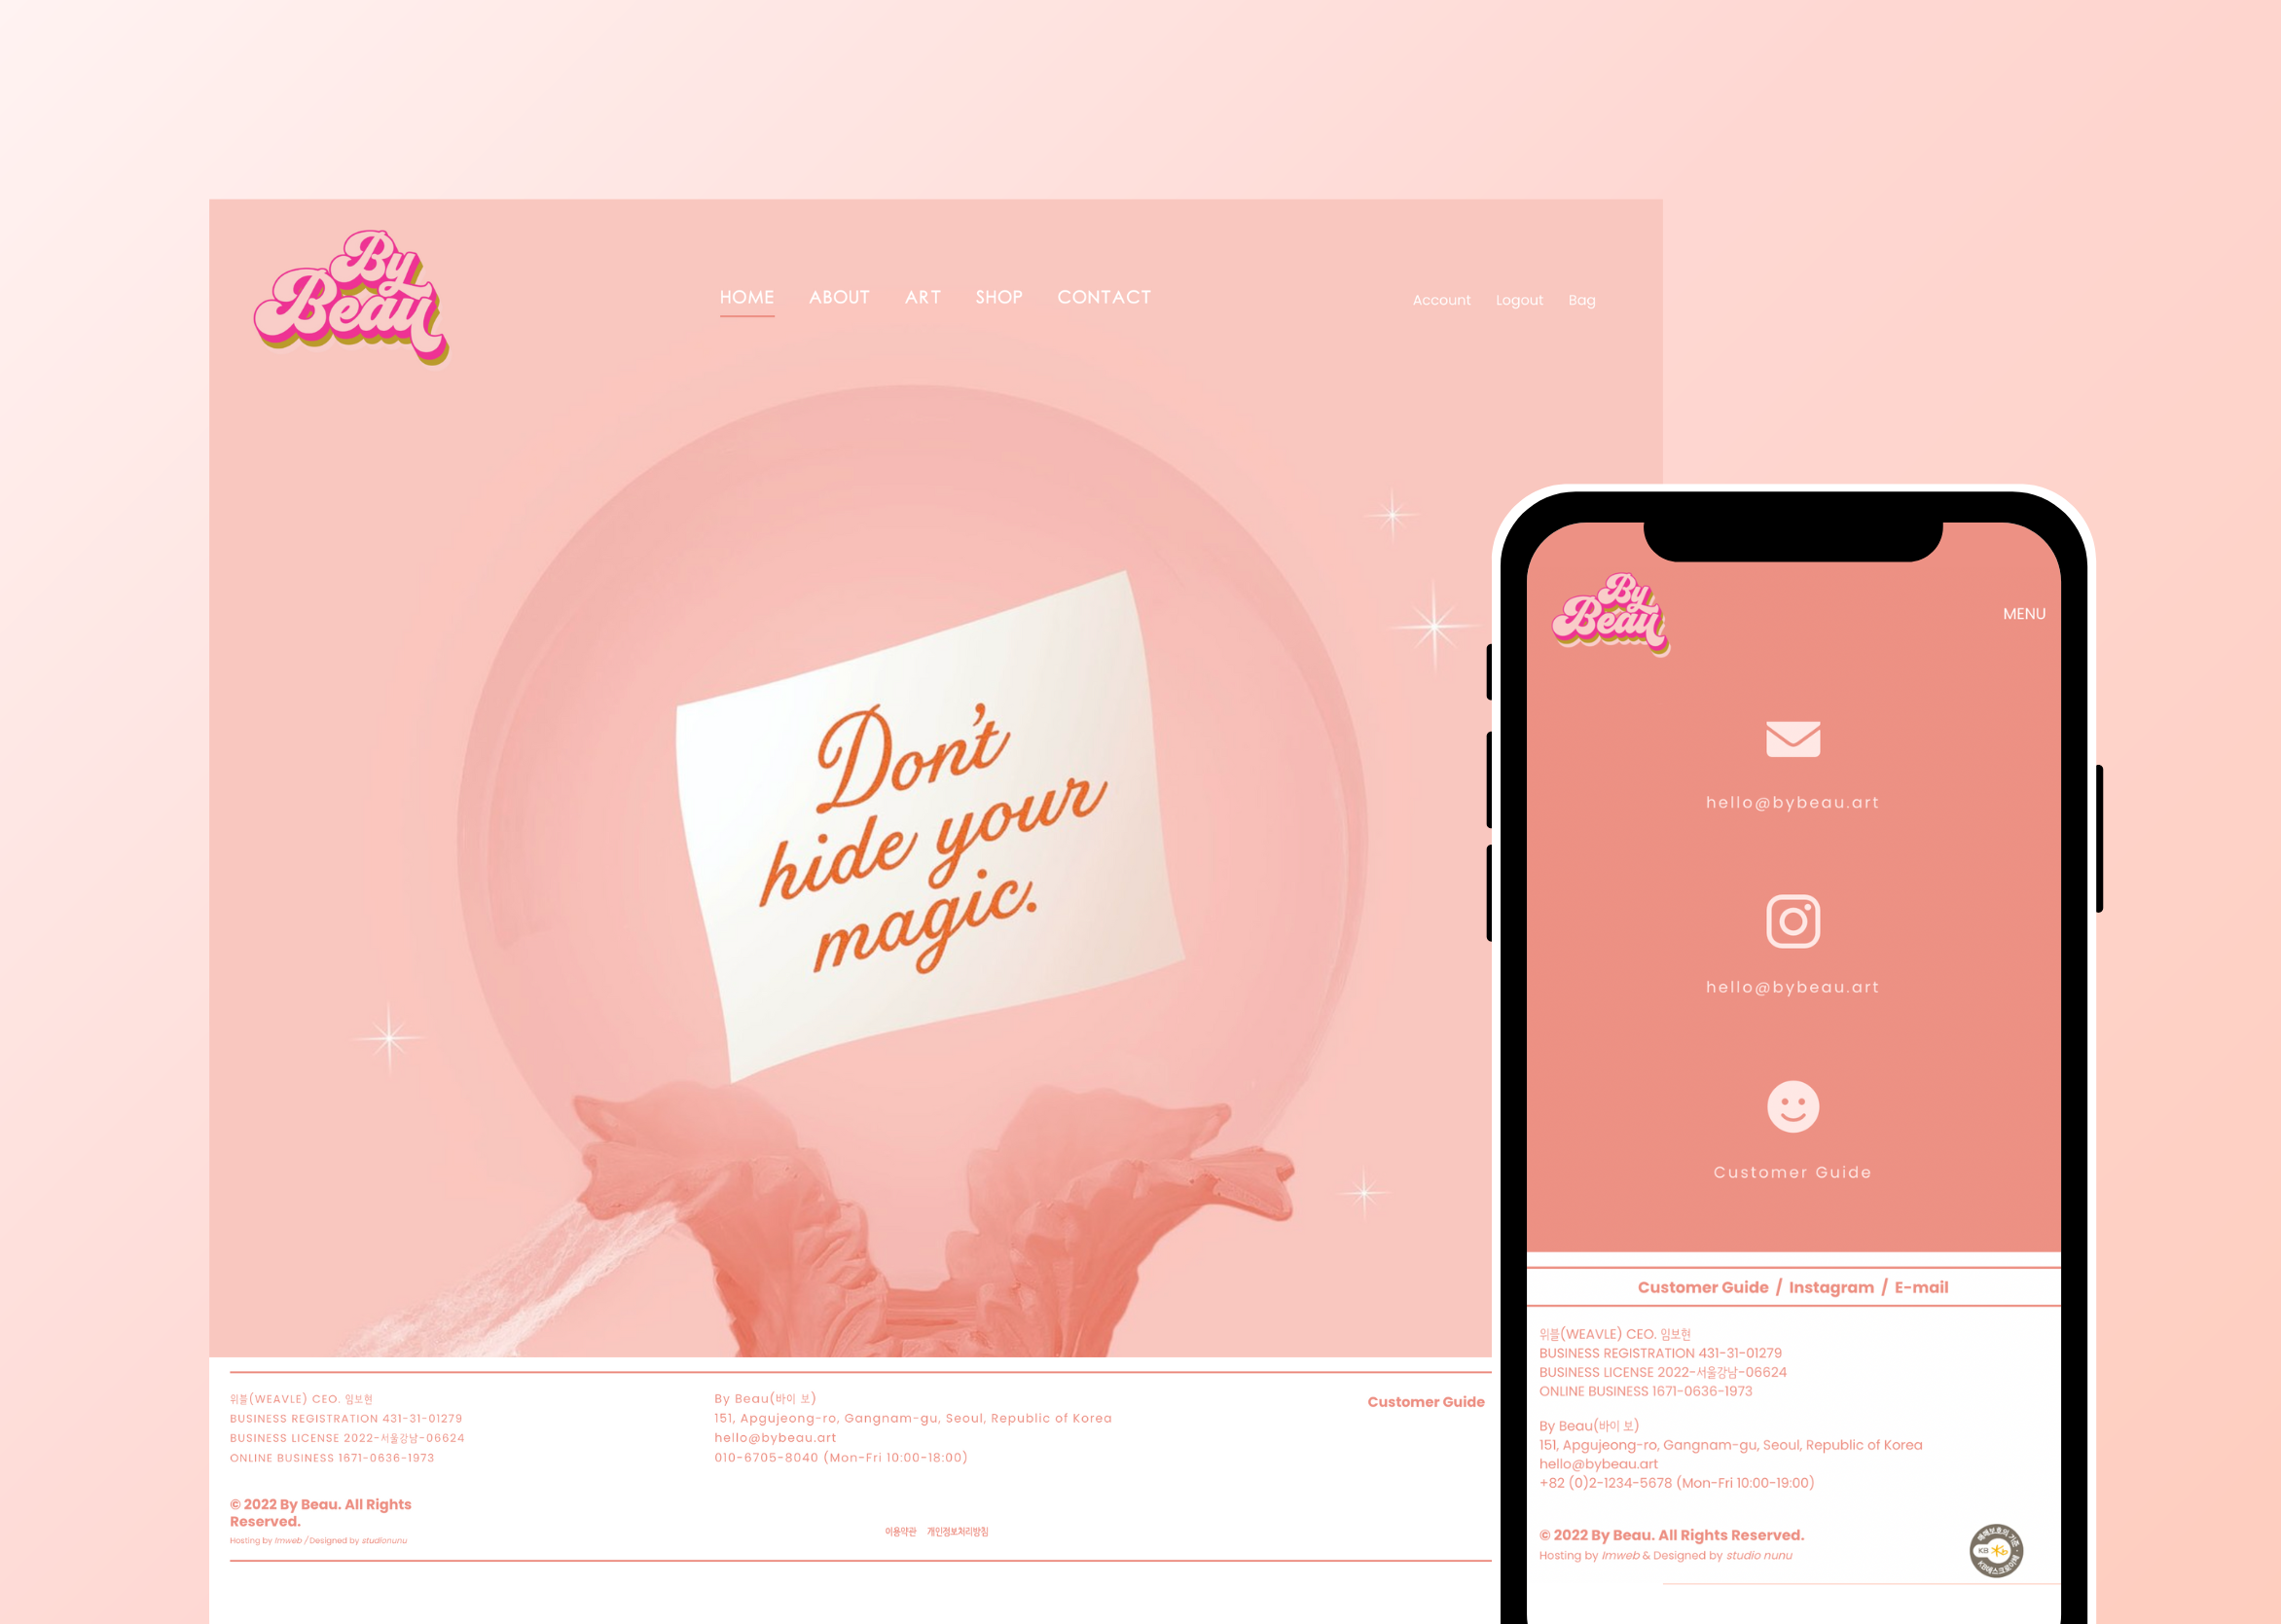 By
Beau
HOME ABOUT ART SHOP CONTACT
Account Logout Bag
Don't
hide your
magic.
위블(WEAVLE) CEO. 임보현
BUSINESS REGISTRATION 431-31-01279
BUSINESS LICENSE 2022-서울강남-06624
ONLINE BUSINESS 1671-0636-1973
By Beau(바이 보)
151, Apgujeong-ro, Gangnam-gu, Seoul, Republic of Korea
hello@bybeau.art
010-6705-8040 (Mon-Fri 10:00-18:00)
Customer Guide
© 2022 By Beau. All Rights
Reserved.
Hosting by Imweb / Designed by studionunu
이용약관 개인정보처리방침
By
Beau
MENU
hello@bybeau.art
hello@bybeau.art
Customer Guide
Customer Guide / Instagram / E-mail
위블(WEAVLE) CEO. 임보현
BUSINESS REGISTRATION 431-31-01279
BUSINESS LICENSE 2022-서울강남-06624
ONLINE BUSINESS 1671-0636-1973
By Beau(바이 보)
151, Apgujeong-ro, Gangnam-gu, Seoul, Republic of Korea
hello@bybeau.art
+82 (0)2-1234-5678 (Mon-Fri 10:00-19:00)
© 2022 By Beau. All Rights Reserved.
Hosting by Imweb & Designed by studio nunu
KB
KB에스크로이체